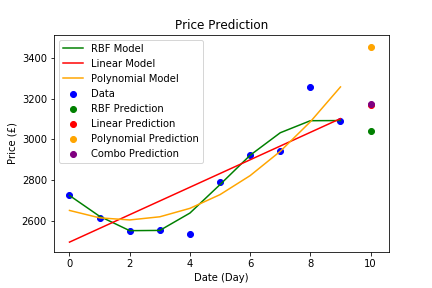 Price Prediction
RBF Model
Linear Model
Polynomial Model
Data
RBF Prediction
Linear Prediction
Polynomial Prediction
Combo Prediction
Price (£)
3400
3200
3000
2800
2600
0 2 4 6 8 10
Date (Day)